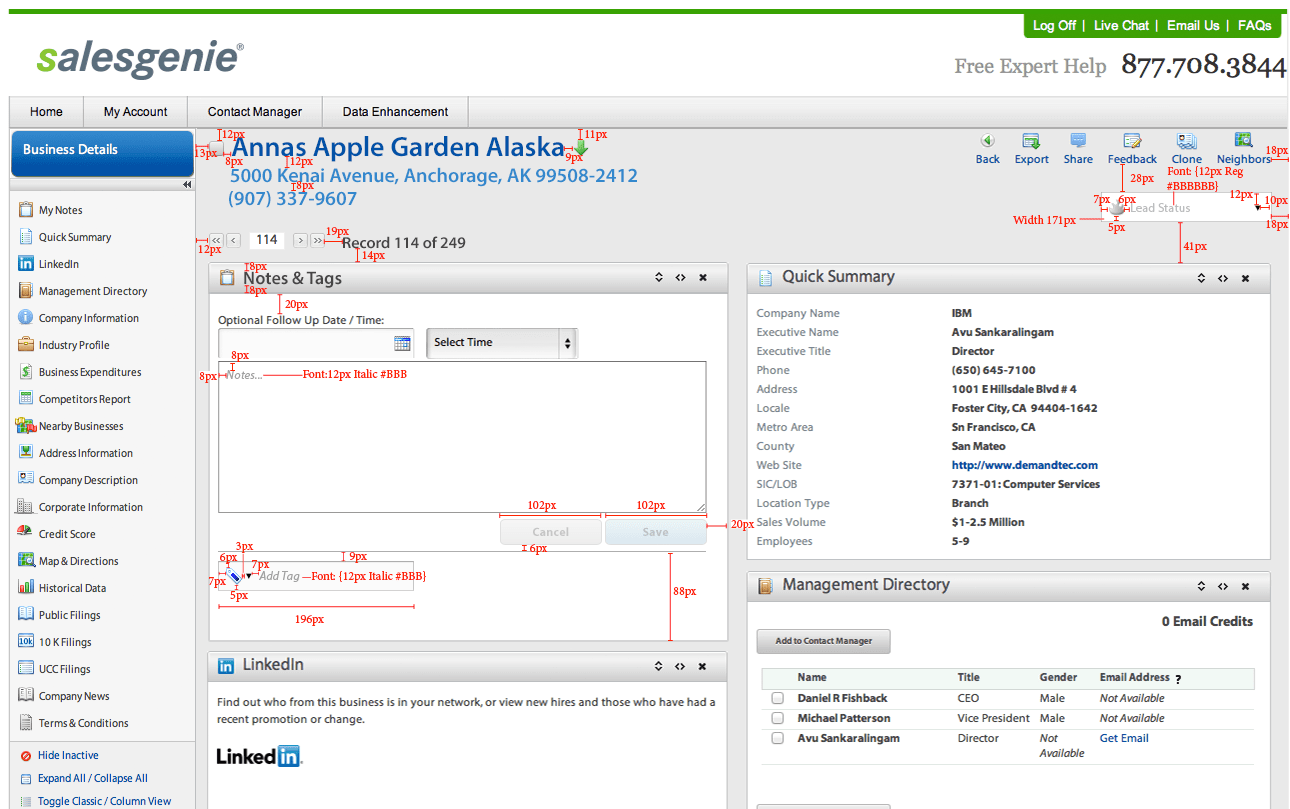 Log Off | Live Chat | Email Us | FAQs
salesgenie®
Free Expert Help 877.708.3844
Home
My Account
Contact Manager
Data Enhancement
Business Details
My Notes
Quick Summary
LinkedIn
Management Directory
Company Information
Industry Profile
Business Expenditures
Competitors Report
Nearby Businesses
Address Information
Company Description
Corporate Information
Credit Score
Map & Directions
Historical Data
Public Filings
10k 10 K Filings
UCC Filings
Company News
Terms & Conditions
Hide Inactive
Expand All / Collapse All
Toggle Classic / Column View
12px
13px
8px
Annas Apple Garden Alaska
11px
9px
12px
5000 Kenai Avenue, Anchorage, AK 99508-2412
8px
(907) 337-9607
Back
Export
Share
Feedback
Clone
Neighbors
18px
28px
Font: {12px Reg
#BBBBBB}
7px
6px
12px
10px
Lead Status
Width 171px
5px
18px
41px
12px
<< < 114 > >>
19px
Record 114 of 249
14px
8px
Notes & Tags
8px
20px
Optional Follow Up Date / Time:
Select Time
8px
8px
Notes...
Font:12px Italic #BBB
102px
102px
Cancel
Save
20px
6px
3px
6px
9px
7px
7px
Add Tag
Font: {12px Italic #BBB}
5px
88px
196px
in LinkedIn
Find out who from this business is in your network, or view new hires and those who have had a
recent promotion or change.
Linked in
Quick Summary
Company Name IBM
Executive Name Avu Sankaralingam
Executive Title Director
Phone (650) 645-7100
Address 1001 E Hillsdale Blvd # 4
Locale Foster City, CA 94404-1642
Metro Area Sn Francisco, CA
County San Mateo
Web Site http://www.demandtec.com
SIC/LOB 7371-01: Computer Services
Location Type Branch
Sales Volume $1-2.5 Million
Employees 5-9
Management Directory
0 Email Credits
Add to Contact Manager
Name Title Gender Email Address ?
Daniel R Fishback CEO Male Not Available
Michael Patterson Vice President Male Not Available
Avu Sankaralingam Director Not Available Get Email